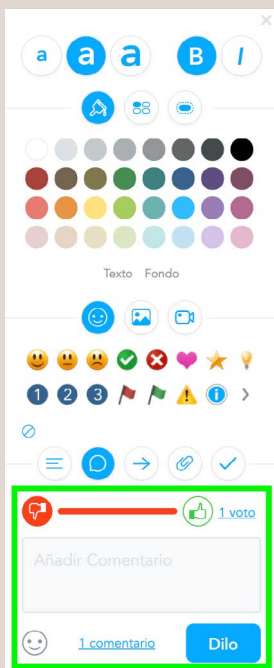 a a a B I
Texto Fondo
1 2 3 i
1 voto
Añadir Comentario
1 comentario Dilo